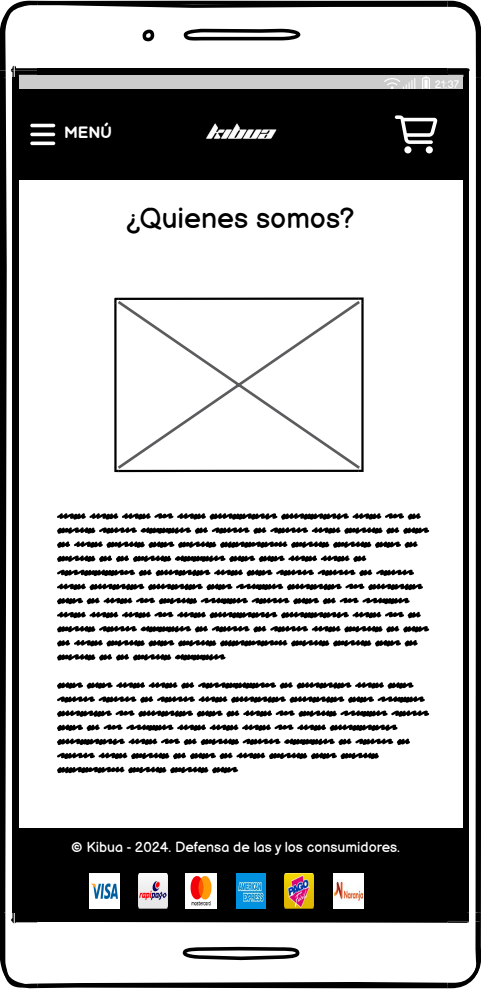 21:37
MENÚ
kibua
¿Quienes somos?
© Kibua - 2024. Defensa de las y los consumidores.
VISA
rapipago
mastercard
AMERICAN
EXPRESS
PAGO
fácil
Naranja